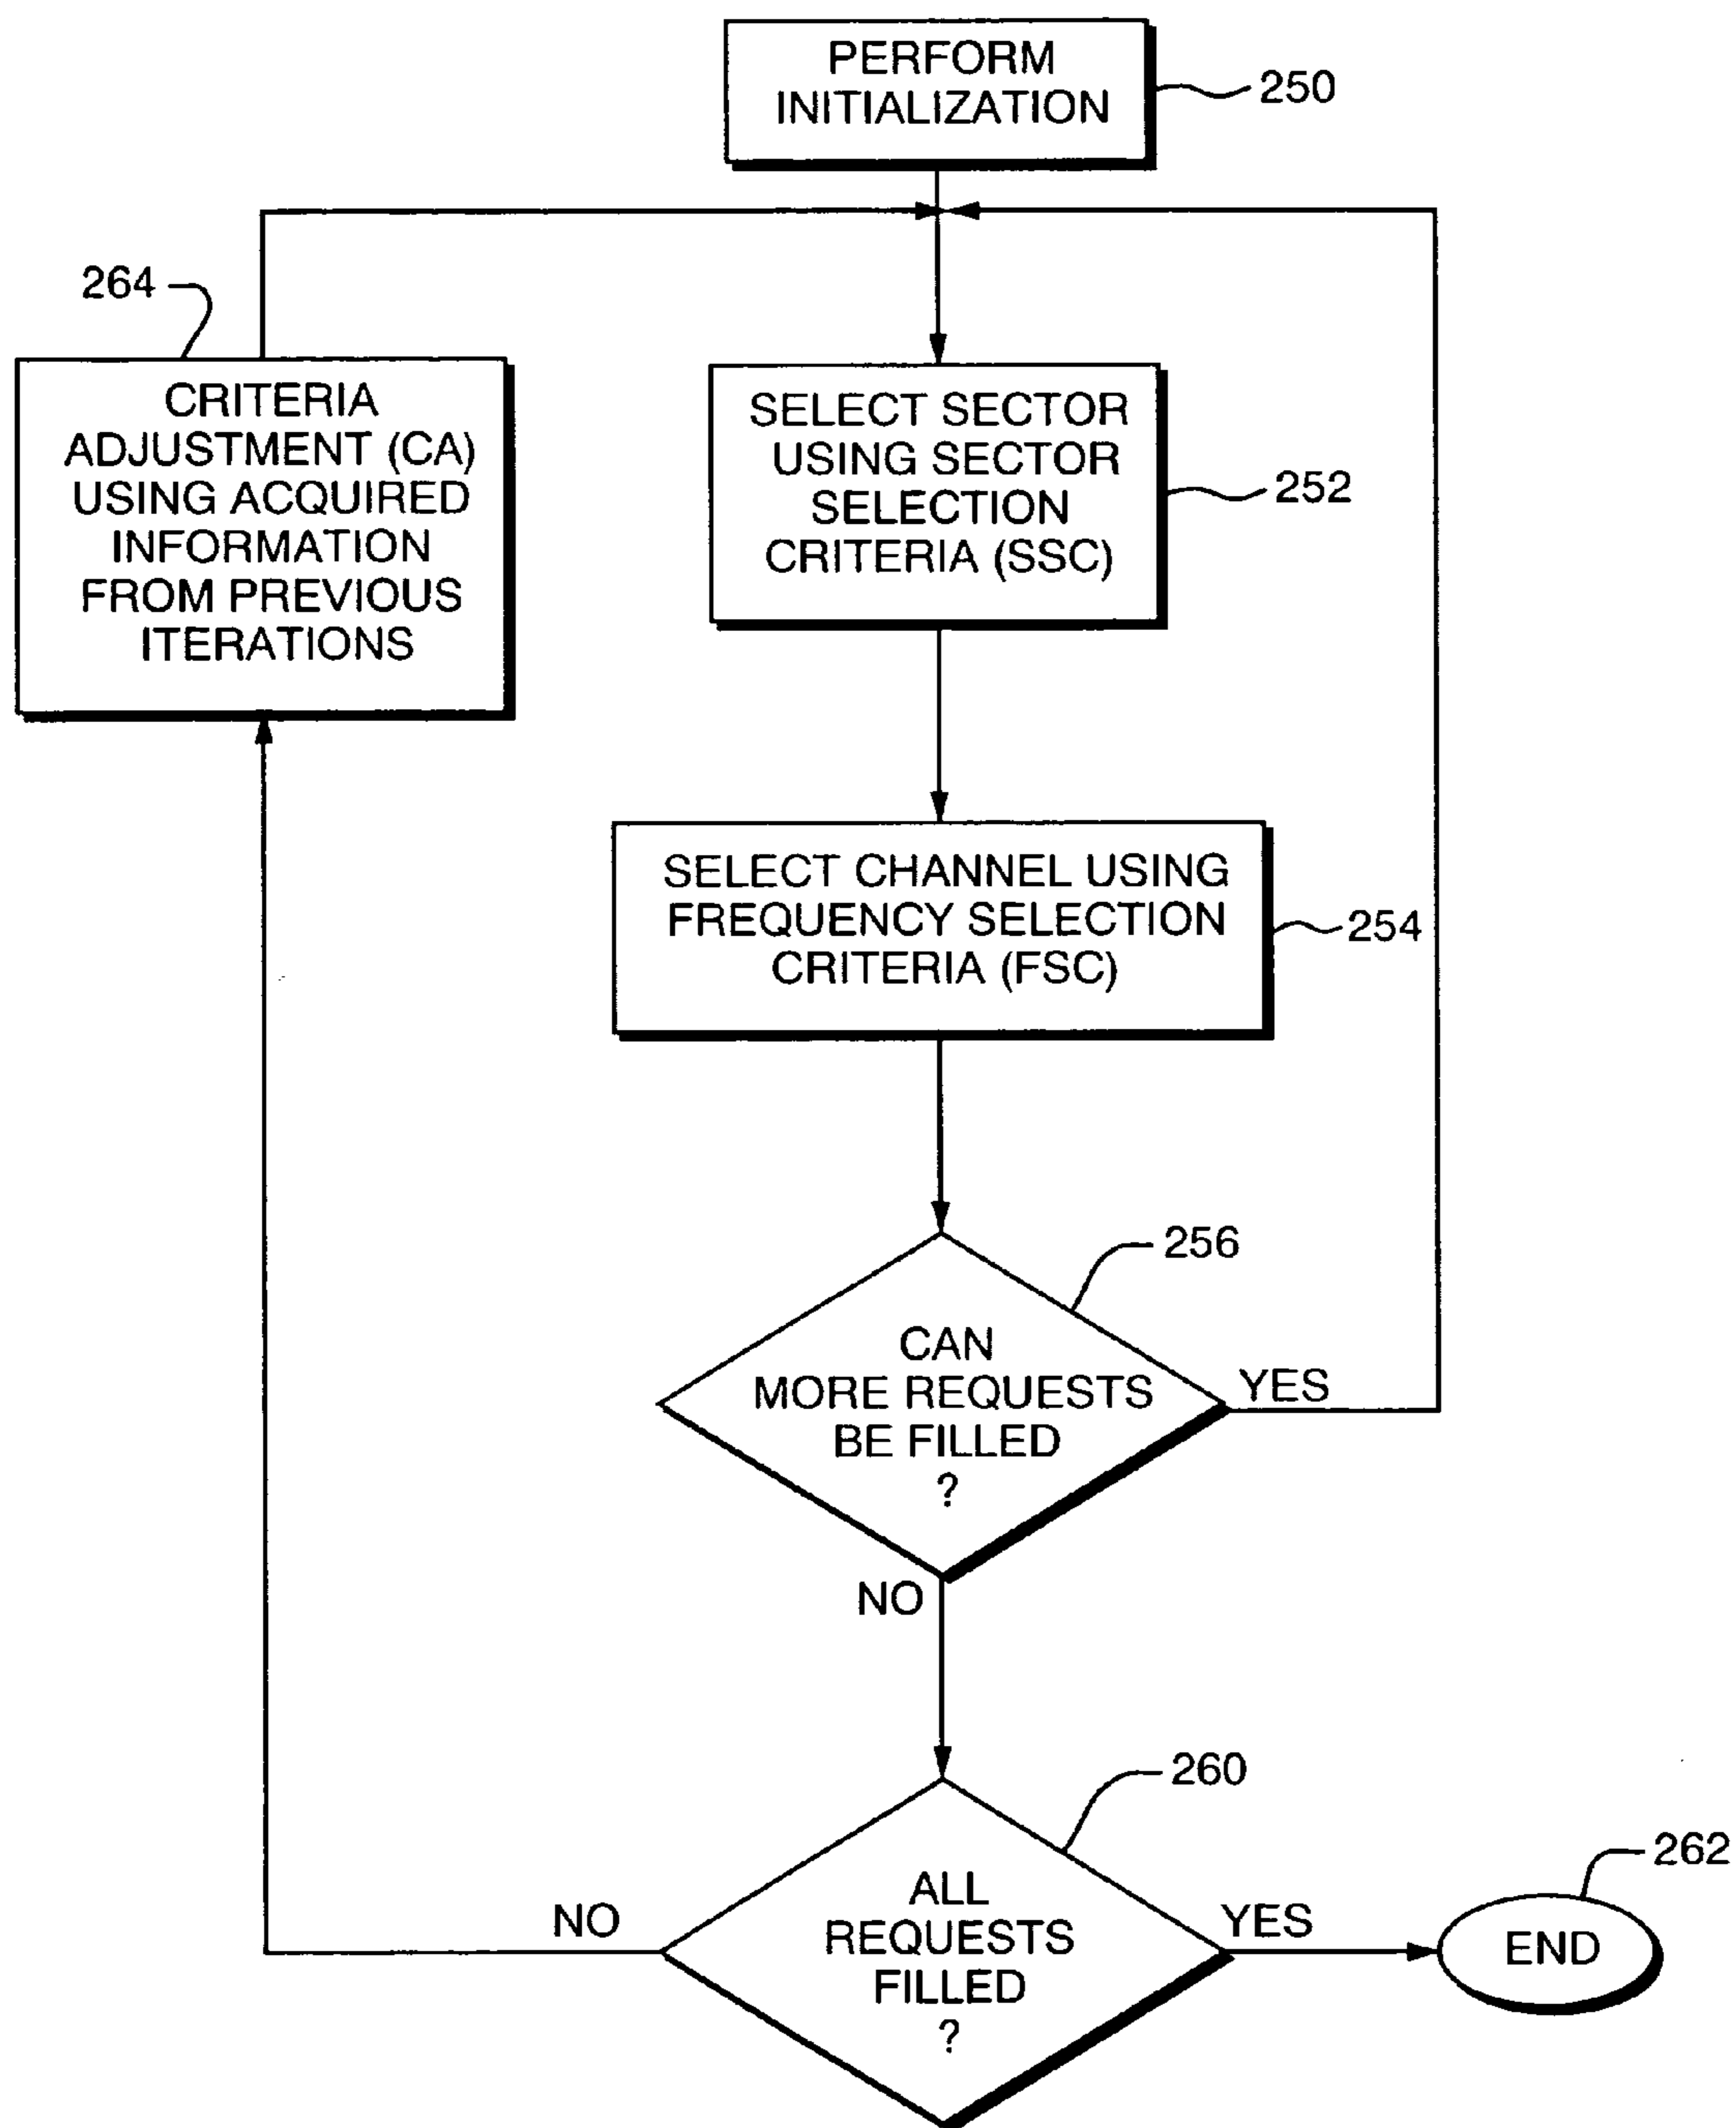 PERFORM
INITIALIZATION
250
264
CRITERIA
ADJUSTMENT (CA)
USING ACQUIRED
INFORMATION
FROM PREVIOUS
ITERATIONS
SELECT SECTOR
USING SECTOR
SELECTION
CRITERIA (SSC)
252
SELECT CHANNEL USING
FREQUENCY SELECTION
CRITERIA (FSC)
254
256
CAN
MORE REQUESTS
BE FILLED
?
YES
NO
260
ALL
REQUESTS
FILLED
?
NO
YES
262
END